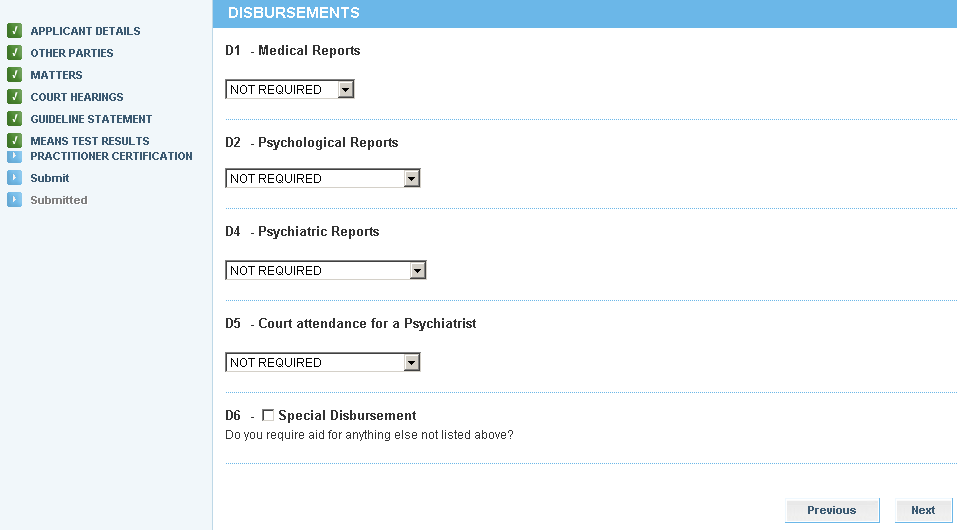 APPLICANT DETAILS
OTHER PARTIES
MATTERS
COURT HEARINGS
GUIDELINE STATEMENT
MEANS TEST RESULTS
PRACTITIONER CERTIFICATION
Submit
Submitted
DISBURSEMENTS
D1 - Medical Reports
NOT REQUIRED
D2 - Psychological Reports
NOT REQUIRED
D4 - Psychiatric Reports
NOT REQUIRED
D5 - Court attendance for a Psychiatrist
NOT REQUIRED
D6 - Special Disbursement
Do you require aid for anything else not listed above?
Previous Next